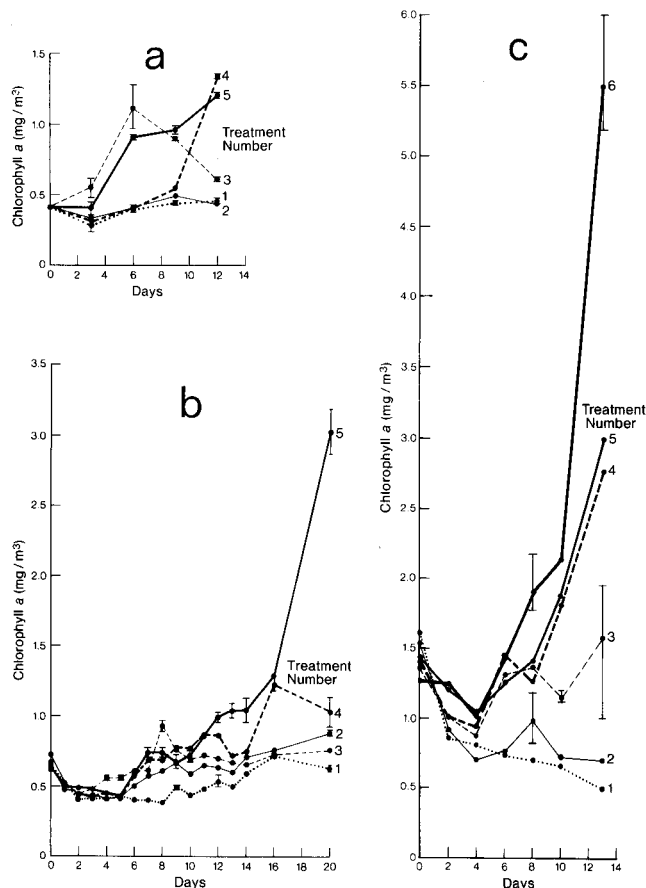 a
1.5
1.0
0.5
0
Chlorophyll a (mg / m³)
0 2 4 6 8 10 12 14
Days
4
5
Treatment
Number
3
1
2
b
3.5
3.0
2.5
2.0
1.5
1.0
0.5
0
Chlorophyll a (mg / m³)
0 2 4 6 8 10 12 14 16 18 20
Days
5
Treatment
Number
4
2
3
1
c
6.0
5.5
5.0
4.5
4.0
3.5
3.0
2.5
2.0
1.5
1.0
0.5
0
Chlorophyll a (mg / m³)
0 2 4 6 8 10 12 14
Days
6
Treatment
Number
5
4
3
2
1